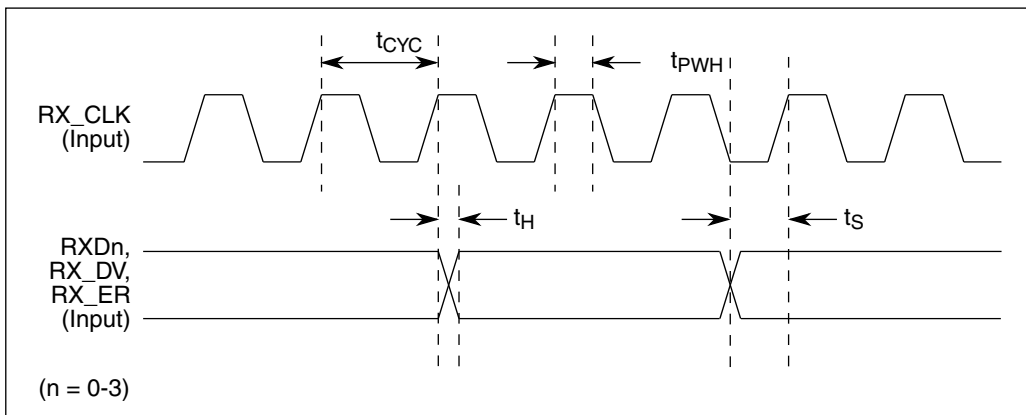 tCYC
tPWH
RX_CLK
(Input)
tH
tS
RXDn,
RX_DV,
RX_ER
(Input)
(n = 0-3)